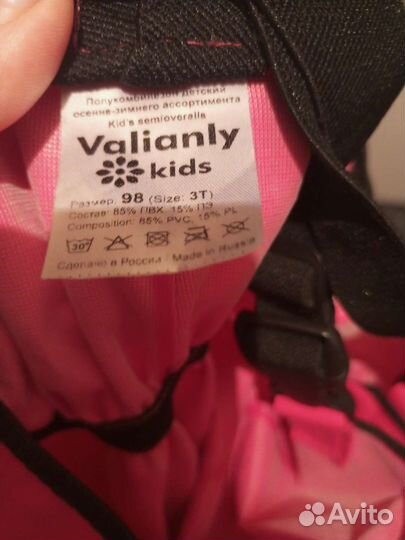 Полукомбинезон детский
осенне-зимнего ассортимента
Kid's semioveralls
Valianly
kids
Размер: 98 (Size: 3T)
Состав: 85% ПВХ, 15% ПЭ
Composition: 85% PVC, 15% PL
30°
Сделано в России / Made in Russia
Avito